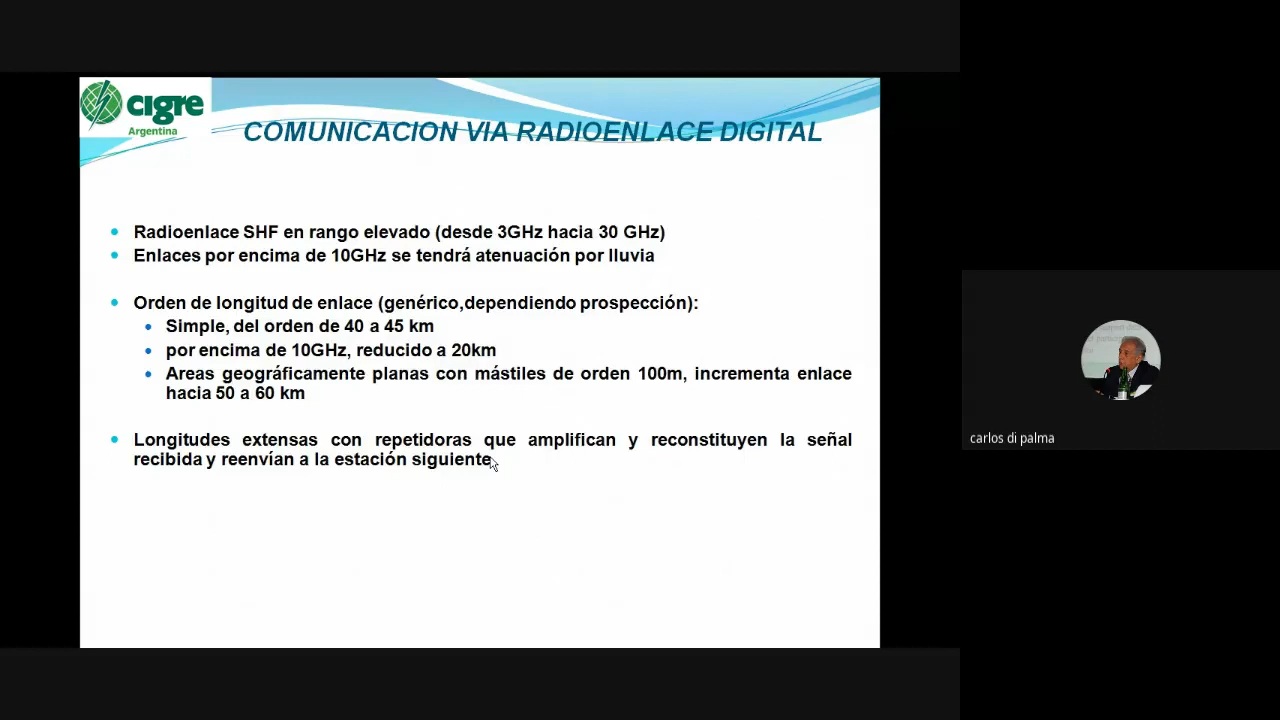 cigre
Argentina
COMUNICACION VIA RADIOENLACE DIGITAL
Radioenlace SHF en rango elevado (desde 3GHz hacia 30 GHz)
Enlaces por encima de 10GHz se tendrá atenuación por lluvia
Orden de longitud de enlace (genérico,dependiendo prospección):
Simple, del orden de 40 a 45 km
por encima de 10GHz, reducido a 20km
Areas geográficamente planas con mástiles de orden 100m, incrementa enlace
hacia 50 a 60 km
Longitudes extensas con repetidoras que amplifican y reconstituyen la señal
recibida y reenvían a la estación siguiente
carlos di palma